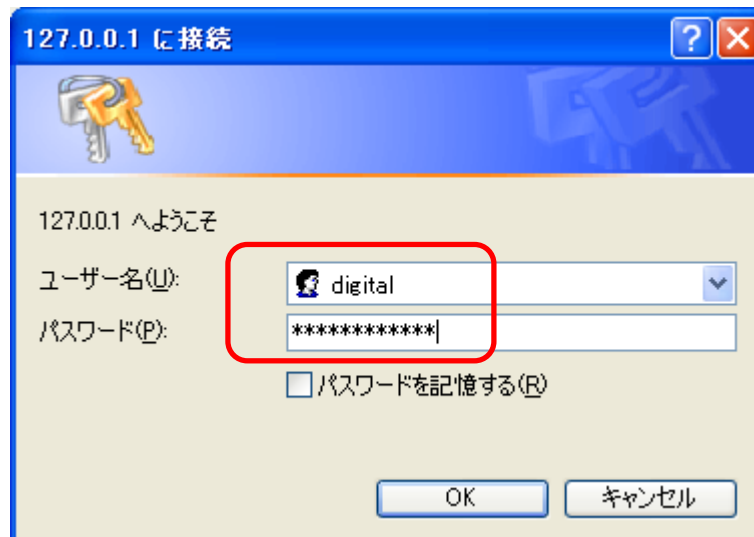 127.0.0.1 に接続
127.0.0.1 へようこそ
ユーザー名(U):
digital
パスワード(P):
************
パスワードを記憶する(R)
OK
キャンセル